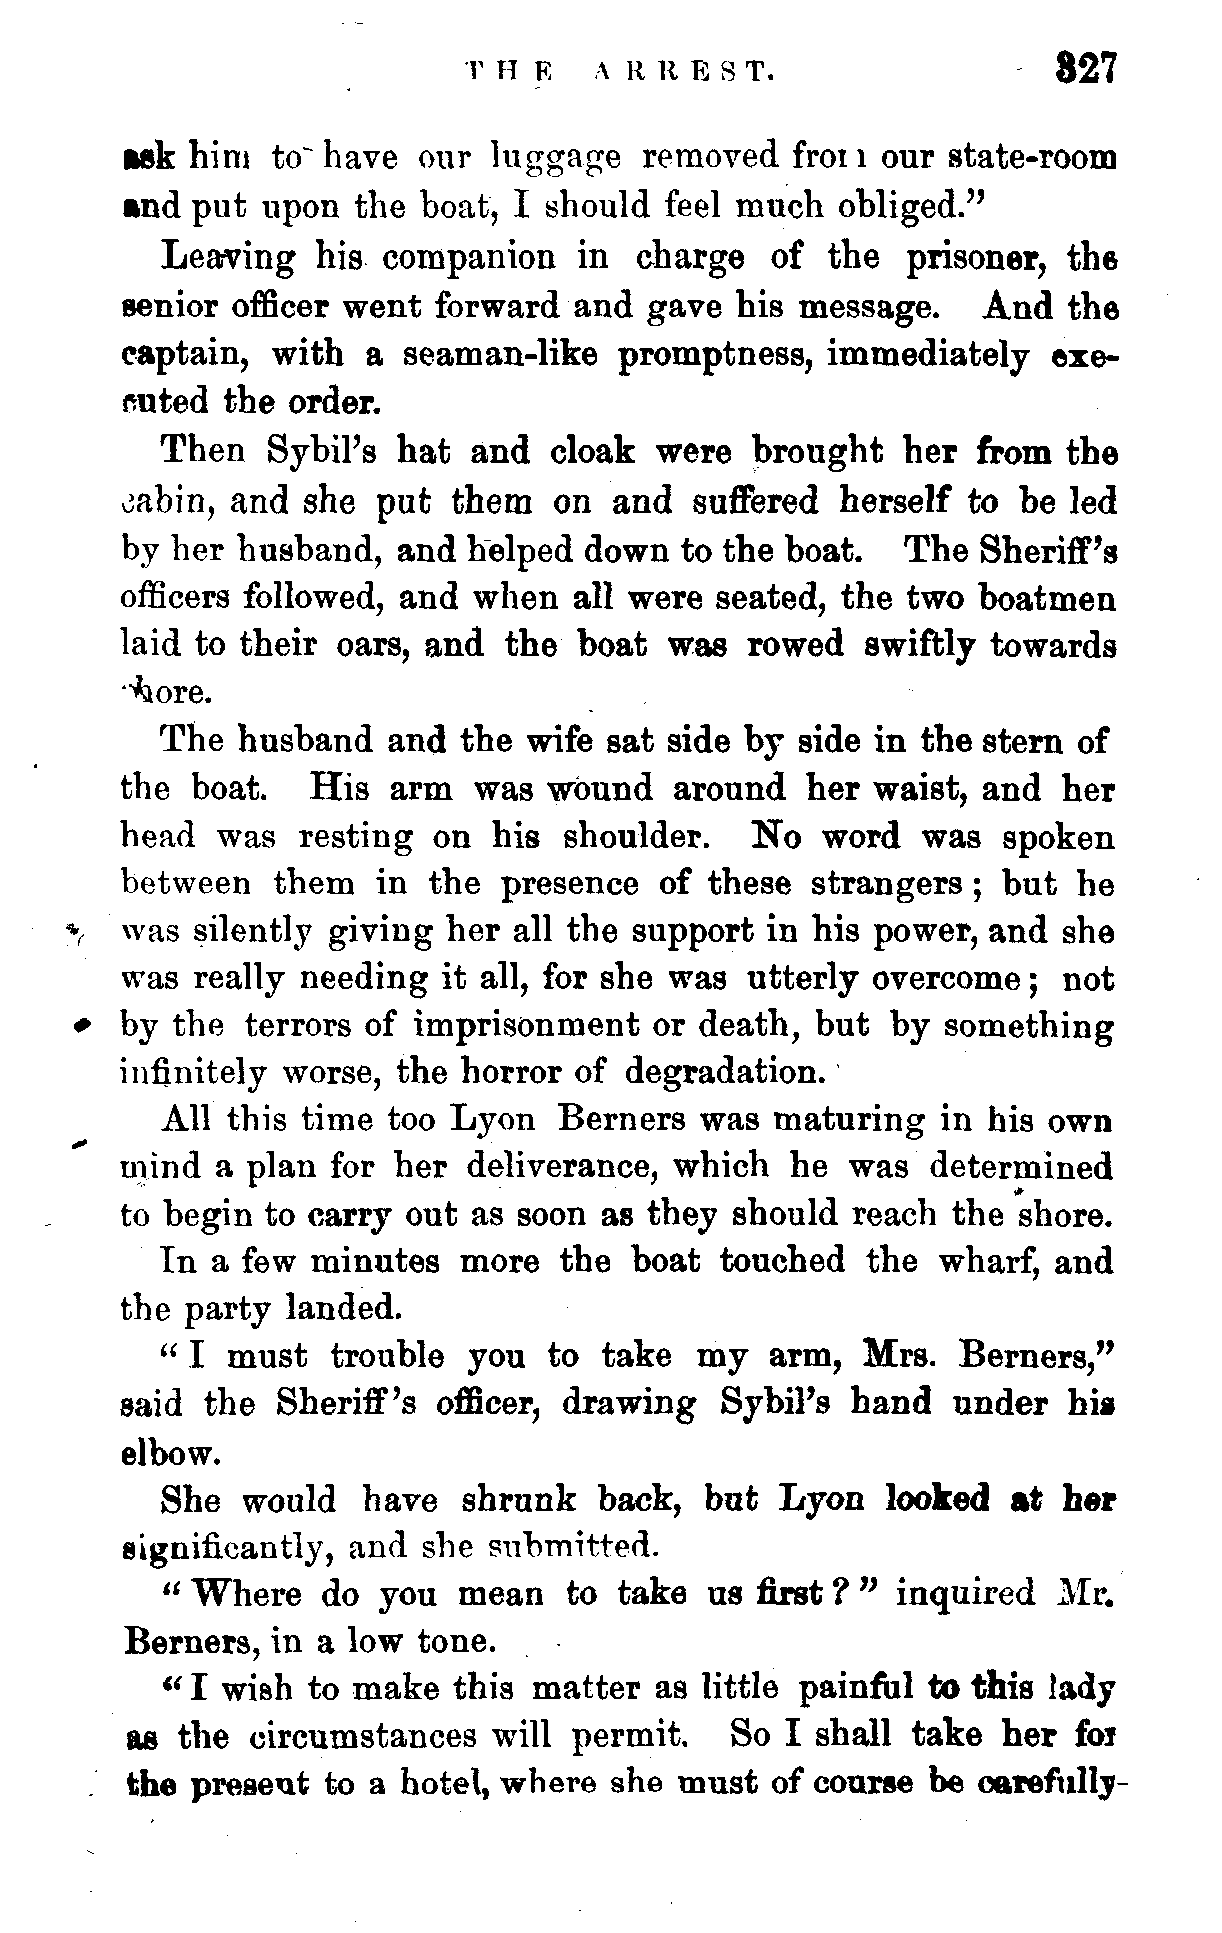 THE ARREST. 327
ask him to have our luggage removed from our state-room
and put upon the boat, I should feel much obliged.”
Leaving his companion in charge of the prisoner, the
senior officer went forward and gave his message. And the
captain, with a seaman-like promptness, immediately exe-
cuted the order.
Then Sybil’s hat and cloak were brought her from the
cabin, and she put them on and suffered herself to be led
by her husband, and helped down to the boat. The Sheriff’s
officers followed, and when all were seated, the two boatmen
laid to their oars, and the boat was rowed swiftly towards
shore.
The husband and the wife sat side by side in the stern of
the boat. His arm was wound around her waist, and her
head was resting on his shoulder. No word was spoken
between them in the presence of these strangers; but he
was silently giving her all the support in his power, and she
was really needing it all, for she was utterly overcome; not
by the terrors of imprisonment or death, but by something
infinitely worse, the horror of degradation.
All this time too Lyon Berners was maturing in his own
mind a plan for her deliverance, which he was determined
to begin to carry out as soon as they should reach the shore.
In a few minutes more the boat touched the wharf, and
the party landed.
“I must trouble you to take my arm, Mrs. Berners,”
said the Sheriff’s officer, drawing Sybil’s hand under his
elbow.
She would have shrunk back, but Lyon looked at her
significantly, and she submitted.
“Where do you mean to take us first?” inquired Mr.
Berners, in a low tone.
“I wish to make this matter as little painful to this lady
as the circumstances will permit. So I shall take her for
the present to a hotel, where she must of course be carefully-